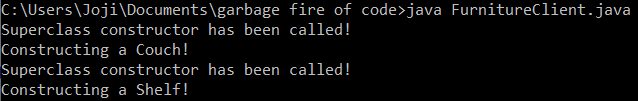 C:\Users\Joji\Documents\garbage fire of code>java FurnitureClient.java
Superclass constructor has been called!
Constructing a Couch!
Superclass constructor has been called!
Constructing a Shelf!